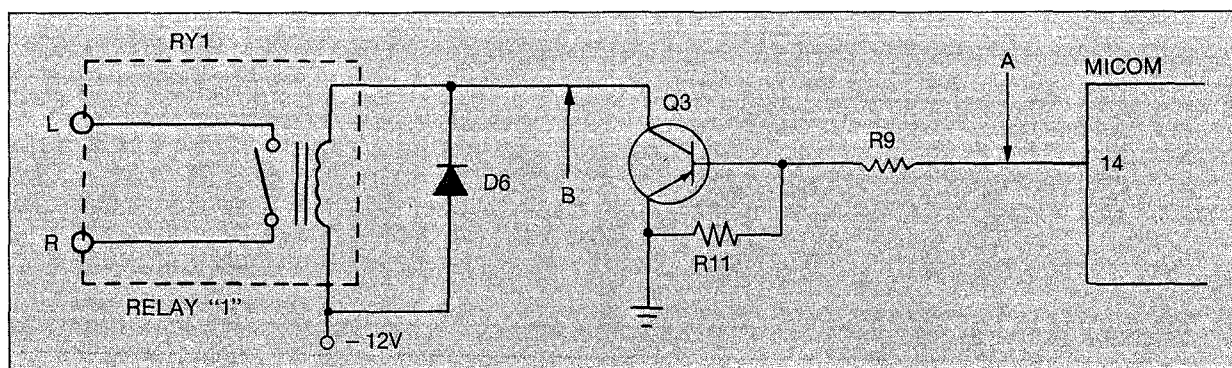 RY1
L
R
RELAY "1"
– 12V
D6
B
Q3
R11
R9
A
MICOM
14